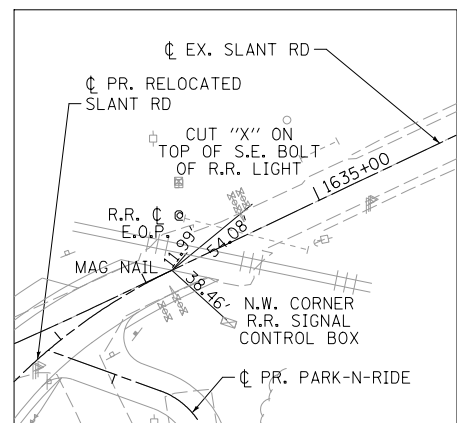 ℄ EX. SLANT RD
℄ PR. RELOCATED
SLANT RD
CUT "X" ON
TOP OF S.E. BOLT
OF R.R. LIGHT
11635+00
R.R. ℄
E.O.P.
11.99'
54.08'
MAG NAIL
38.46'
N.W. CORNER
R.R. SIGNAL
CONTROL BOX
℄ PR. PARK-N-RIDE